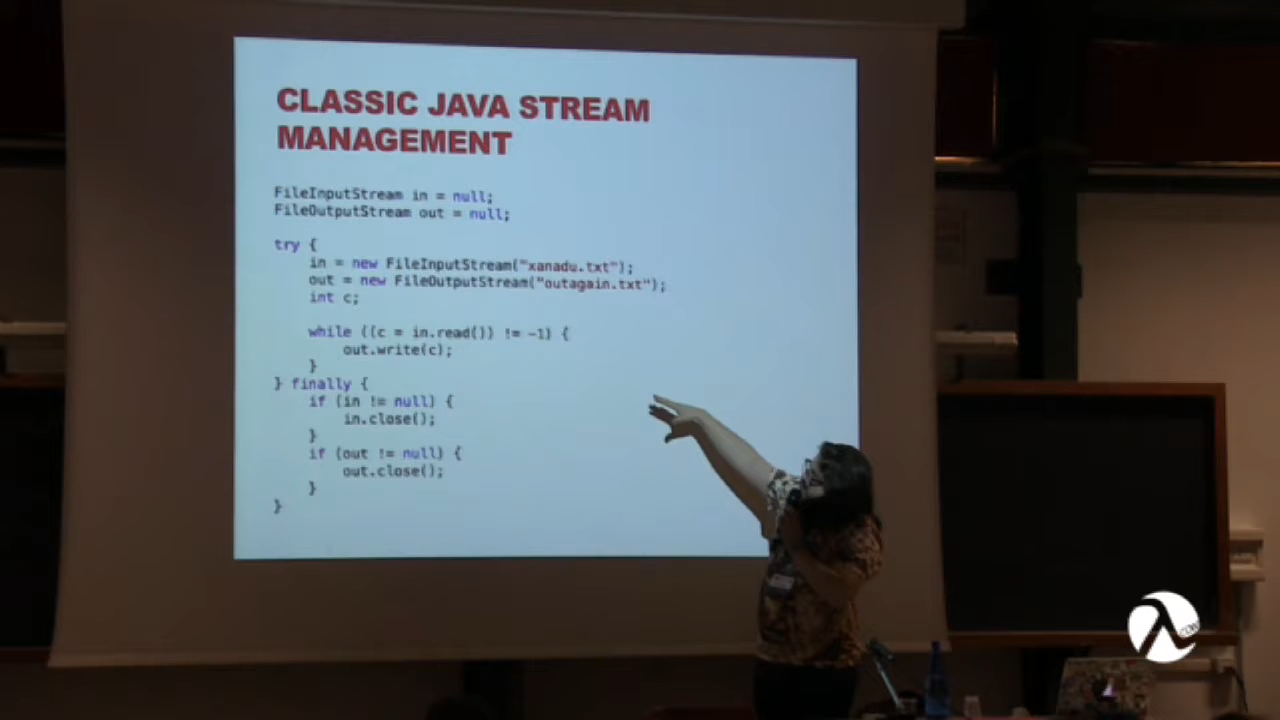 CLASSIC JAVA STREAM
MANAGEMENT
FileInputStream in = null;
FileOutputStream out = null;
try {
    in = new FileInputStream("xanadu.txt");
    out = new FileOutputStream("outagain.txt");
    int c;
    while ((c = in.read()) != -1) {
        out.write(c);
    }
} finally {
    if (in != null) {
        in.close();
    }
    if (out != null) {
        out.close();
    }
}
λ
COW